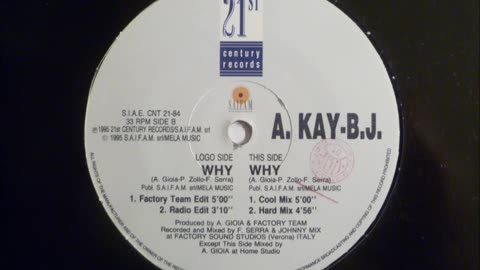 21ST
century
records
S.I.A.E. CNT 21-84
33 RPM SIDE B
℗ 1995 21st CENTURY RECORDS/S.A.I.F.A.M. srl
© 1995 S.A.I.F.A.M. srl/MELA MUSIC
S.A.I.F.A.M.
A. KAY-B.J.
LOGO SIDE
WHY
(A. Gioia-P. Zollo-F. Serra)
Publ. S.A.I.F.A.M. srl/MELA MUSIC
1. Factory Team Edit 5'00''
2. Radio Edit 3'10''
THIS SIDE
WHY
(A. Gioia-P. Zollo-F. Serra)
Publ. S.A.I.F.A.M. srl/MELA MUSIC
1. Cool Mix 5'00''
2. Hard Mix 4'56''
Produced by A. GIOIA & FACTORY TEAM
Recorded and Mixed by F. SERRA & JOHNNY MIX
at FACTORY SOUND STUDIOS (Verona) ITALY
Except This Side Mixed by
A. GIOIA at Home Studio